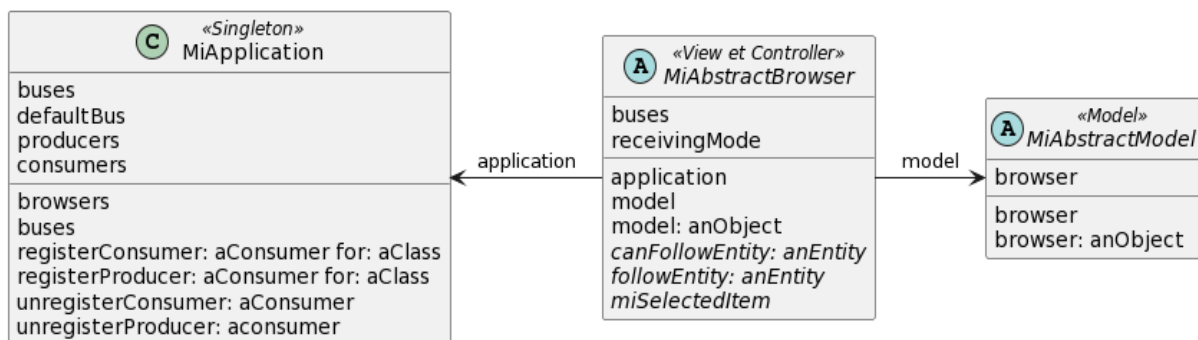 C
«Singleton»
MiApplication
buses
defaultBus
producers
consumers
browsers
buses
registerConsumer: aConsumer for: aClass
registerProducer: aConsumer for: aClass
unregisterConsumer: aConsumer
unregisterProducer: aconsumer
application
A
«View et Controller»
MiAbstractBrowser
buses
receivingMode
application
model
model: anObject
canFollowEntity: anEntity
followEntity: anEntity
miSelectedItem
model
A
«Model»
MiAbstractModel
browser
browser
browser: anObject